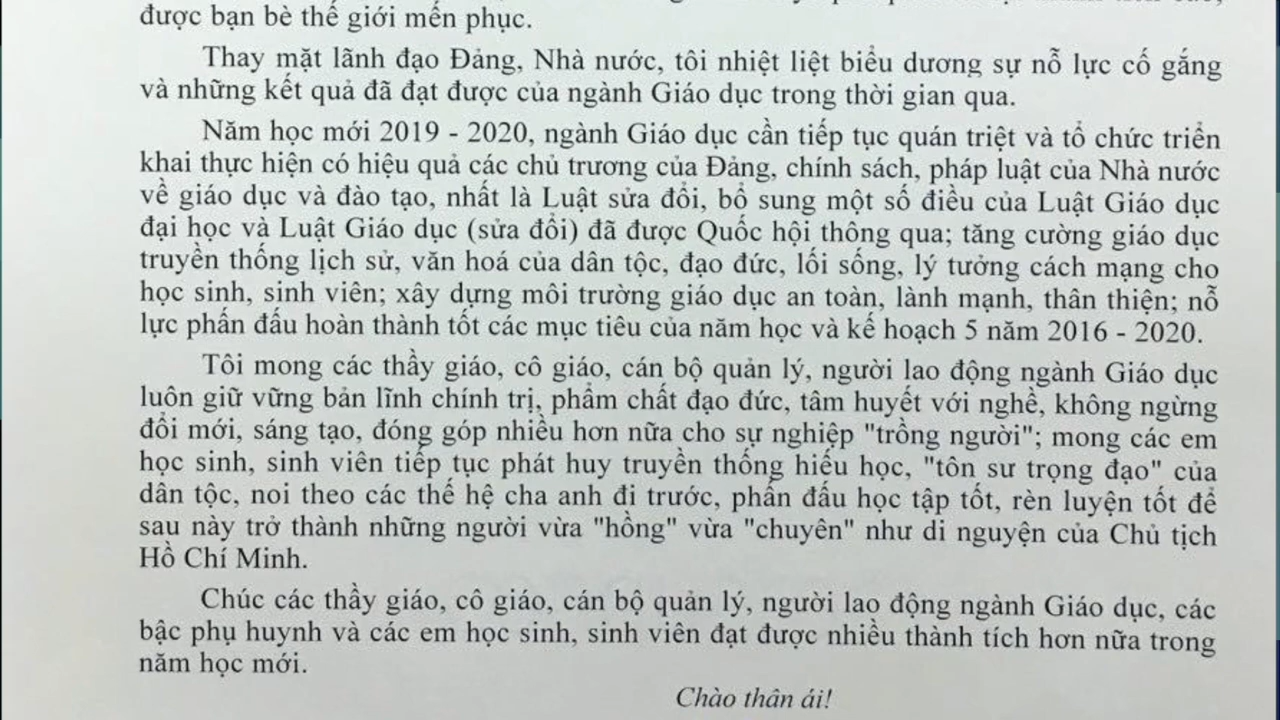 được bạn bè thế giới mến phục.
Thay mặt lãnh đạo Đảng, Nhà nước, tôi nhiệt liệt biểu dương sự nỗ lực cố gắng
và những kết quả đã đạt được của ngành Giáo dục trong thời gian qua.
Năm học mới 2019 - 2020, ngành Giáo dục cần tiếp tục quán triệt và tổ chức triển
khai thực hiện có hiệu quả các chủ trương của Đảng, chính sách, pháp luật của Nhà nước
về giáo dục và đào tạo, nhất là Luật sửa đổi, bổ sung một số điều của Luật Giáo dục
đại học và Luật Giáo dục (sửa đổi) đã được Quốc hội thông qua; tăng cường giáo dục
truyền thống lịch sử, văn hoá của dân tộc, đạo đức, lối sống, lý tưởng cách mạng cho
học sinh, sinh viên; xây dựng môi trường giáo dục an toàn, lành mạnh, thân thiện; nỗ
lực phấn đấu hoàn thành tốt các mục tiêu của năm học và kế hoạch 5 năm 2016 - 2020.
Tôi mong các thầy giáo, cô giáo, cán bộ quản lý, người lao động ngành Giáo dục
luôn giữ vững bản lĩnh chính trị, phẩm chất đạo đức, tâm huyết với nghề, không ngừng
đổi mới, sáng tạo, đóng góp nhiều hơn nữa cho sự nghiệp "trồng người"; mong các em
học sinh, sinh viên tiếp tục phát huy truyền thống hiếu học, "tôn sư trọng đạo" của
dân tộc, noi theo các thế hệ cha anh đi trước, phấn đấu học tập tốt, rèn luyện tốt để
sau này trở thành những người vừa "hồng" vừa "chuyên" như di nguyện của Chủ tịch
Hồ Chí Minh.
Chúc các thầy giáo, cô giáo, cán bộ quản lý, người lao động ngành Giáo dục, các
bậc phụ huynh và các em học sinh, sinh viên đạt được nhiều thành tích hơn nữa trong
năm học mới.
Chào thân ái!